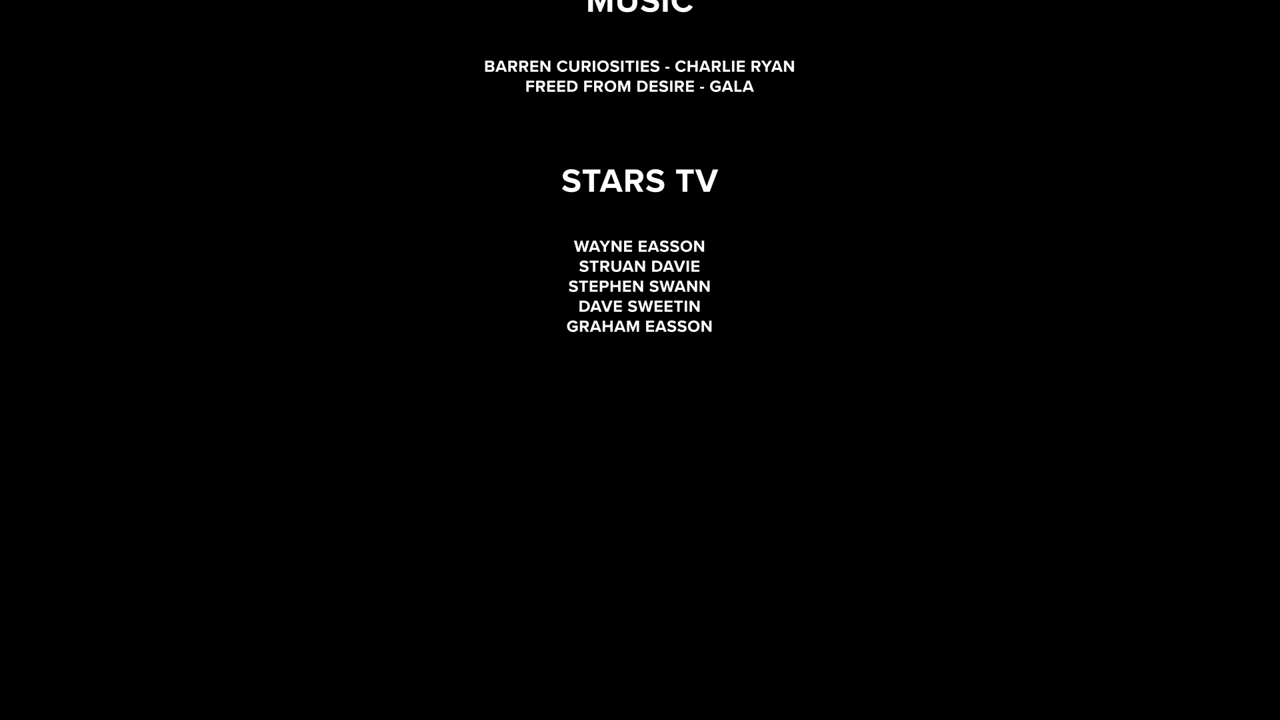 MUSIC
BARREN CURIOSITIES - CHARLIE RYAN
FREED FROM DESIRE - GALA
STARS TV
WAYNE EASSON
STRUAN DAVIE
STEPHEN SWANN
DAVE SWEETIN
GRAHAM EASSON